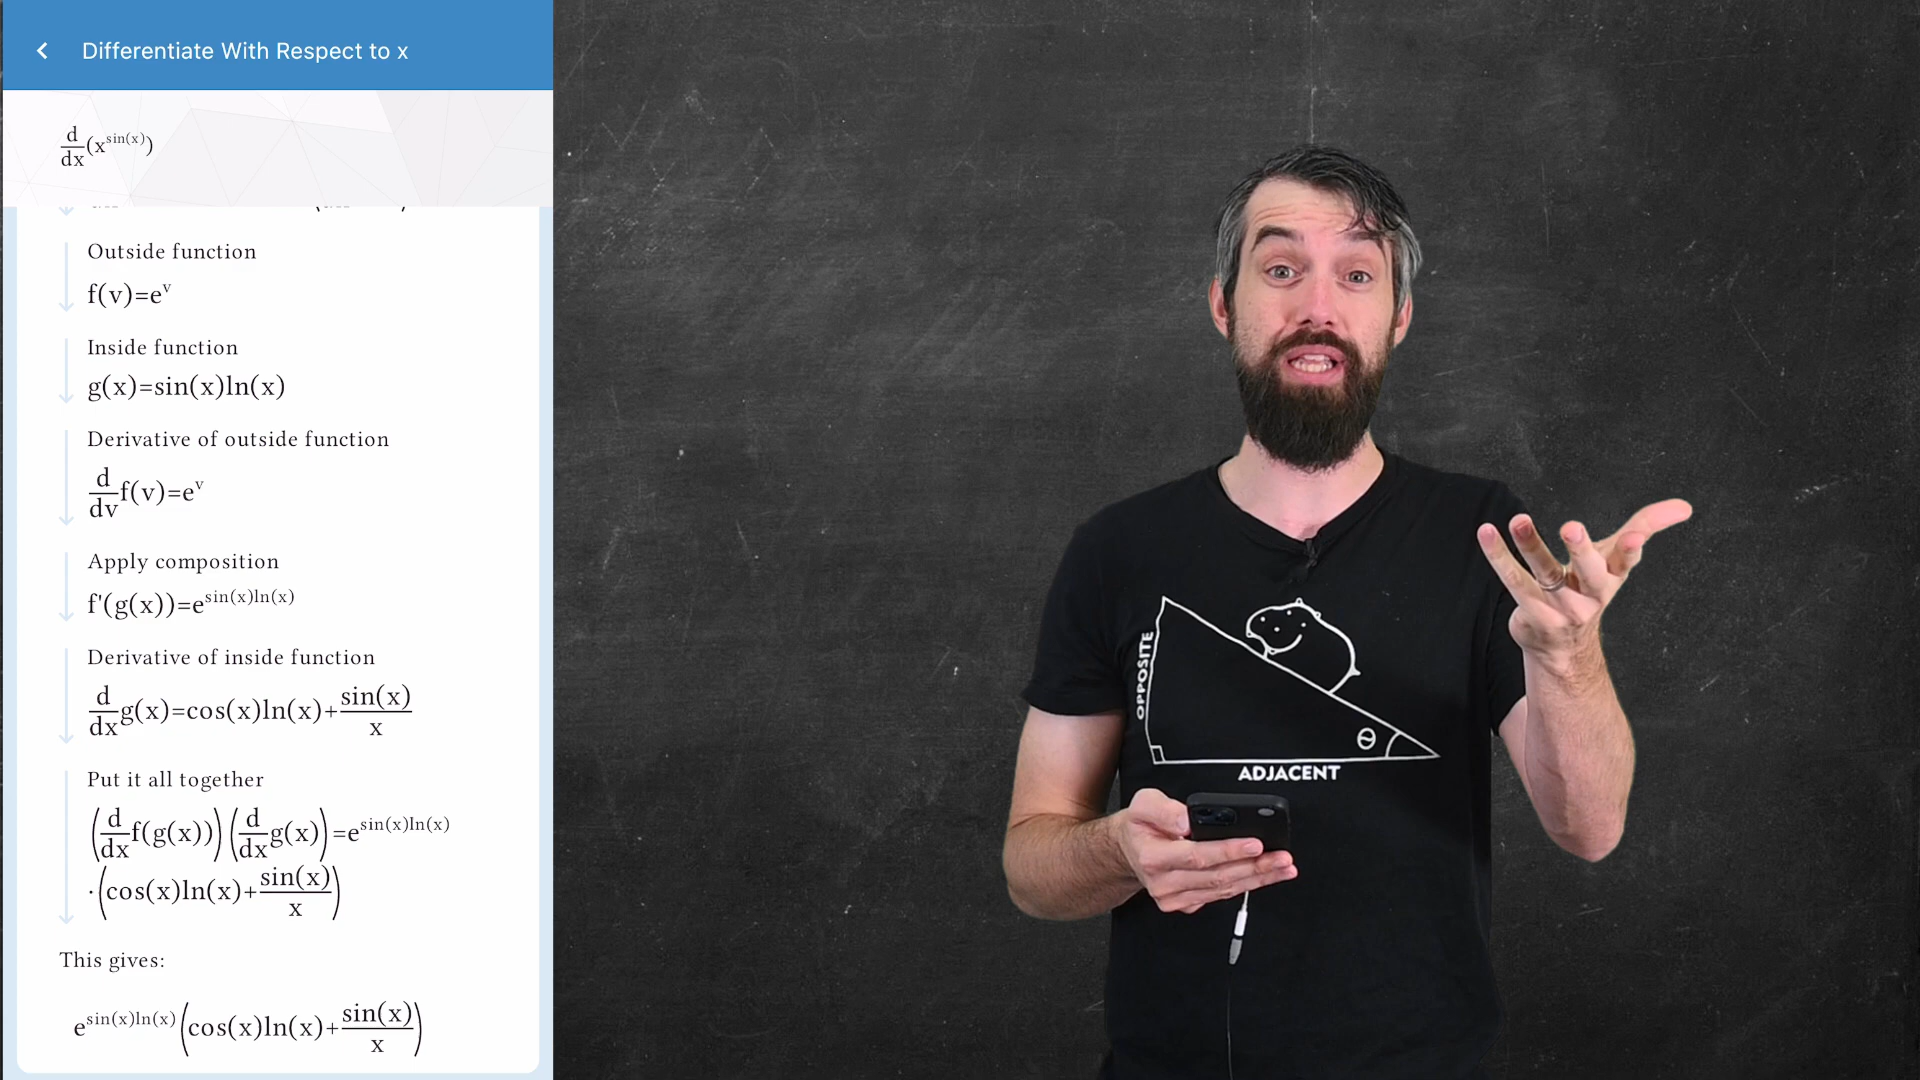 Differentiate With Respect to x
d/dx(x^sin(x))
Outside function
f(v)=e^v
Inside function
g(x)=sin(x)ln(x)
Derivative of outside function
d/dv f(v)=e^v
Apply composition
f'(g(x))=e^sin(x)ln(x)
Derivative of inside function
d/dx g(x)=cos(x)ln(x)+sin(x)/x
Put it all together
(d/dx f(g(x)))(d/dx g(x))=e^sin(x)ln(x)
·(cos(x)ln(x)+sin(x)/x)
This gives:
e^sin(x)ln(x)(cos(x)ln(x)+sin(x)/x)
OPPOSITE
Θ
ADJACENT